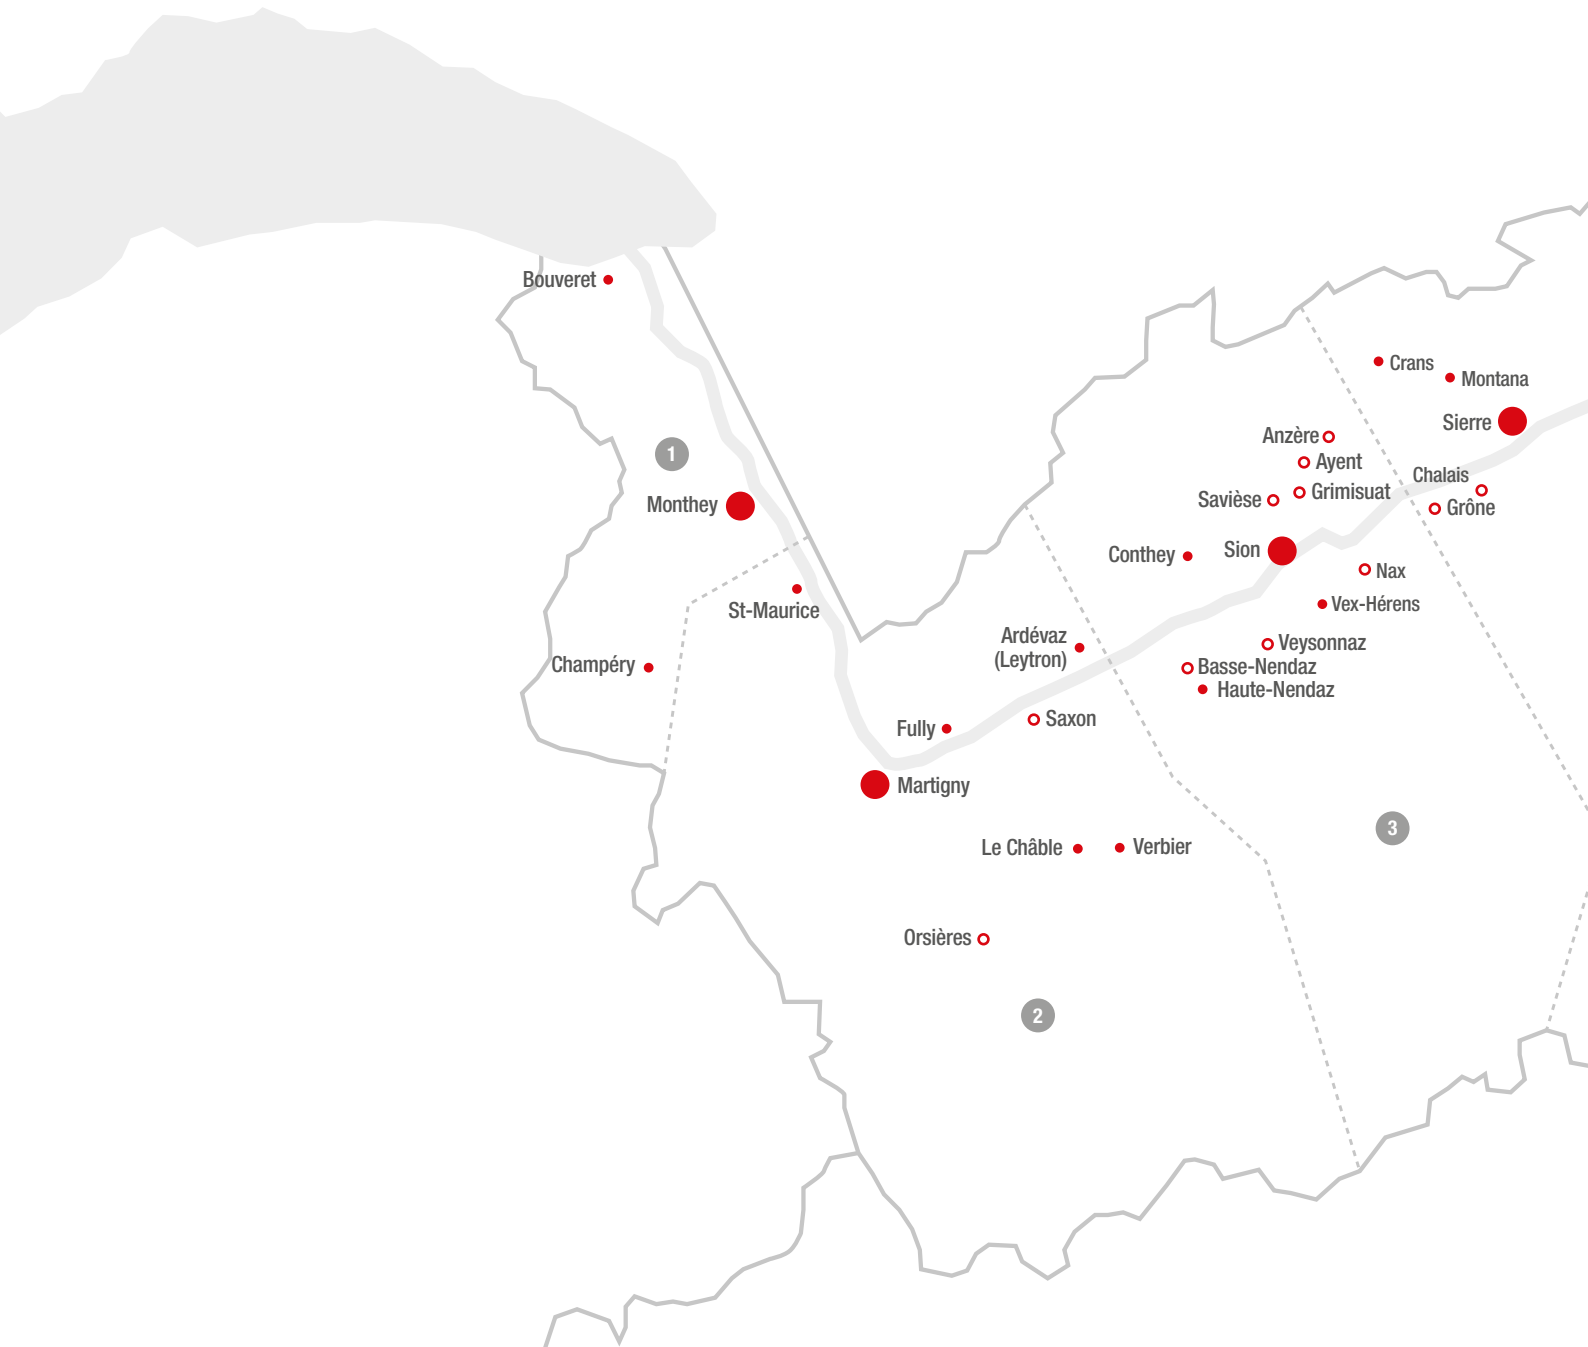 Bouveret
Crans
Montana
Sierre
Anzère
1
Ayent
Chalais
Savièse
Grimisuat
Monthey
Grône
Conthey
Sion
Nax
St-Maurice
Vex-Hérens
Ardévaz
(Leytron)
Veysonnaz
Champéry
Basse-Nendaz
Haute-Nendaz
Fully
Saxon
Martigny
3
Le Châble
Verbier
Orsières
2